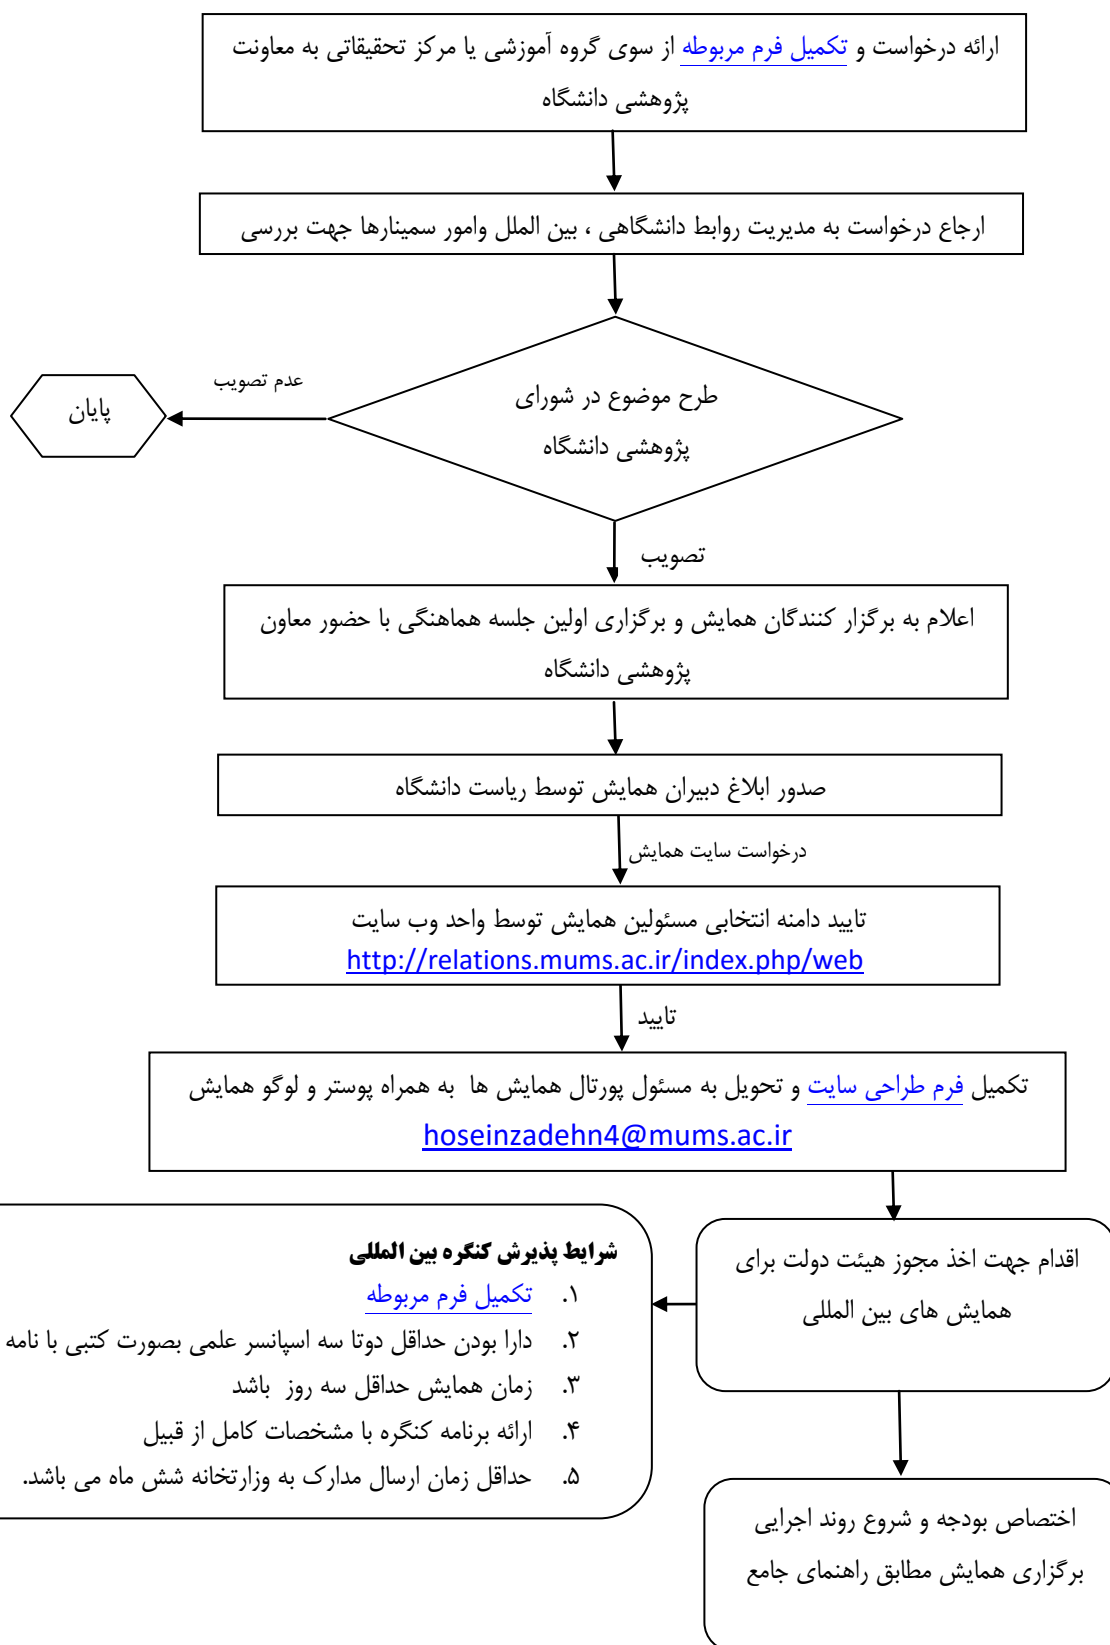 ارائه درخواست و تکمیل فرم مربوطه از سوی گروه آموزشی یا مرکز تحقیقاتی به معاونت
پژوهشی دانشگاه
ارجاع درخواست به مدیریت روابط دانشگاهی ، بین الملل وامور سمینارها جهت بررسی
طرح موضوع در شورای
پژوهشی دانشگاه
عدم تصویب
پایان
تصویب
اعلام به برگزار کنندگان همایش و برگزاری اولین جلسه هماهنگی با حضور معاون
پژوهشی دانشگاه
صدور ابلاغ دبیران همایش توسط ریاست دانشگاه
درخواست سایت همایش
تایید دامنه انتخابی مسئولین همایش توسط واحد وب سایت
http://relations.mums.ac.ir/index.php/web
تایید
تکمیل فرم طراحی سایت و تحویل به مسئول پورتال همایش ها به همراه پوستر و لوگو همایش
hoseinzadehn4@mums.ac.ir
اقدام جهت اخذ مجوز هیئت دولت برای
همایش های بین المللی
شرایط پذیرش کنگره بین المللی
۱. تکمیل فرم مربوطه
۲. دارا بودن حداقل دوتا سه اسپانسر علمی بصورت کتبی با نامه
۳. زمان همایش حداقل سه روز باشد
۴. ارائه برنامه کنگره با مشخصات کامل از قبیل
۵. حداقل زمان ارسال مدارک به وزارتخانه شش ماه می باشد.
اختصاص بودجه و شروع روند اجرایی
برگزاری همایش مطابق راهنمای جامع